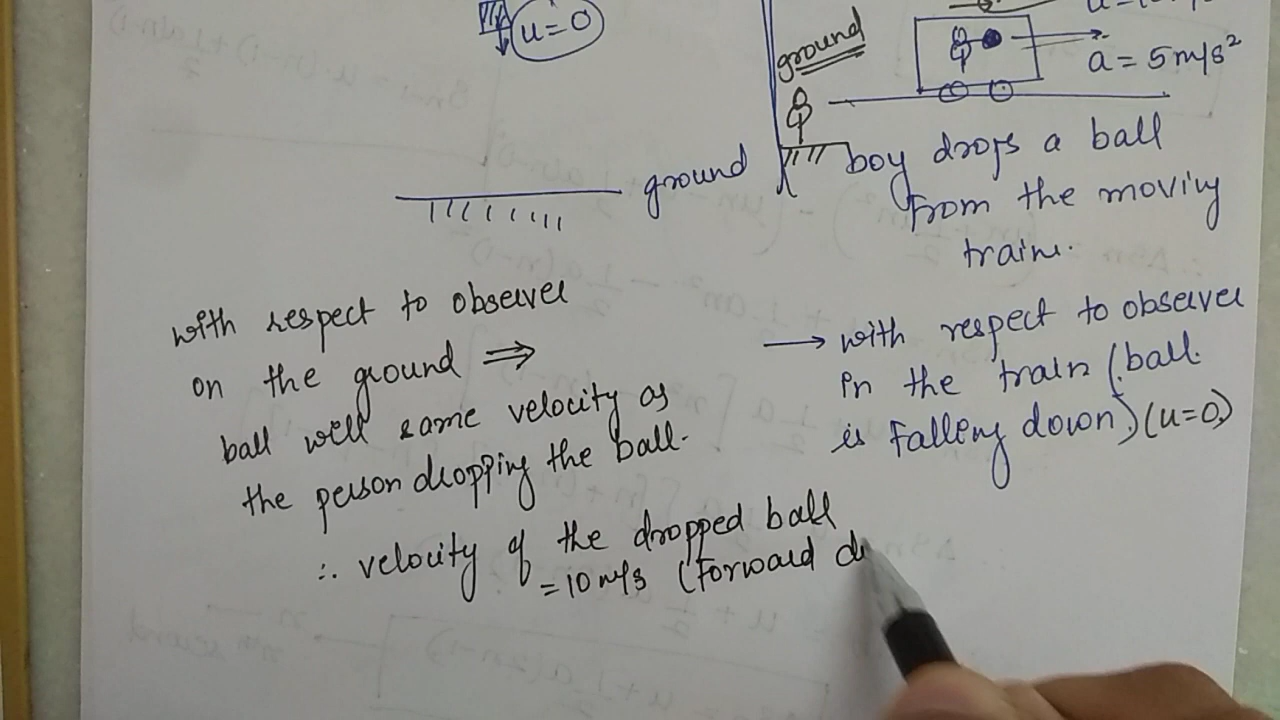 u=0
ground
a = 5m/s²
ground
boy drops a ball
from the moving
train.
with respect to observer
on the ground ⇒
ball well same velocity as
the person dropping the ball.
∴ velocity of the dropped ball
= 10 m/s (Forward d
→ with respect to observer
in the train (ball
is falling down) (u=0)